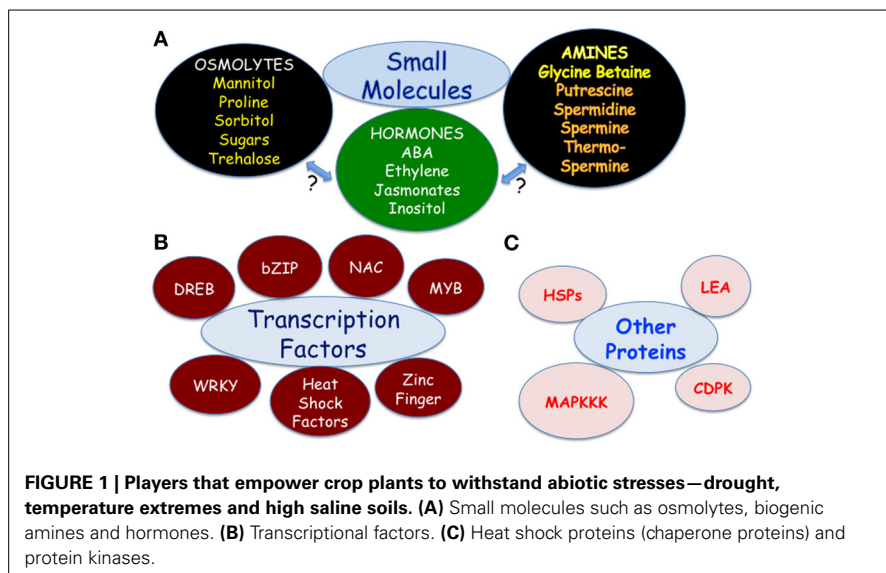 A
OSMOLYTES
Mannitol
Proline
Sorbitol
Sugars
Trehalose
Small
Molecules
AMINES
Glycine Betaine
Putrescine
Spermidine
Spermine
Thermo-
Spermine
HORMONES
ABA
Ethylene
Jasmonates
Inositol
?
?
B
DREB
bZIP
NAC
MYB
Transcription
Factors
WRKY
Heat
Shock
Factors
Zinc
Finger
C
HSPs
LEA
Other
Proteins
MAPKKK
CDPK
FIGURE 1 | Players that empower crop plants to withstand abiotic stresses—drought,
temperature extremes and high saline soils. (A) Small molecules such as osmolytes, biogenic
amines and hormones. (B) Transcriptional factors. (C) Heat shock proteins (chaperone proteins) and
protein kinases.